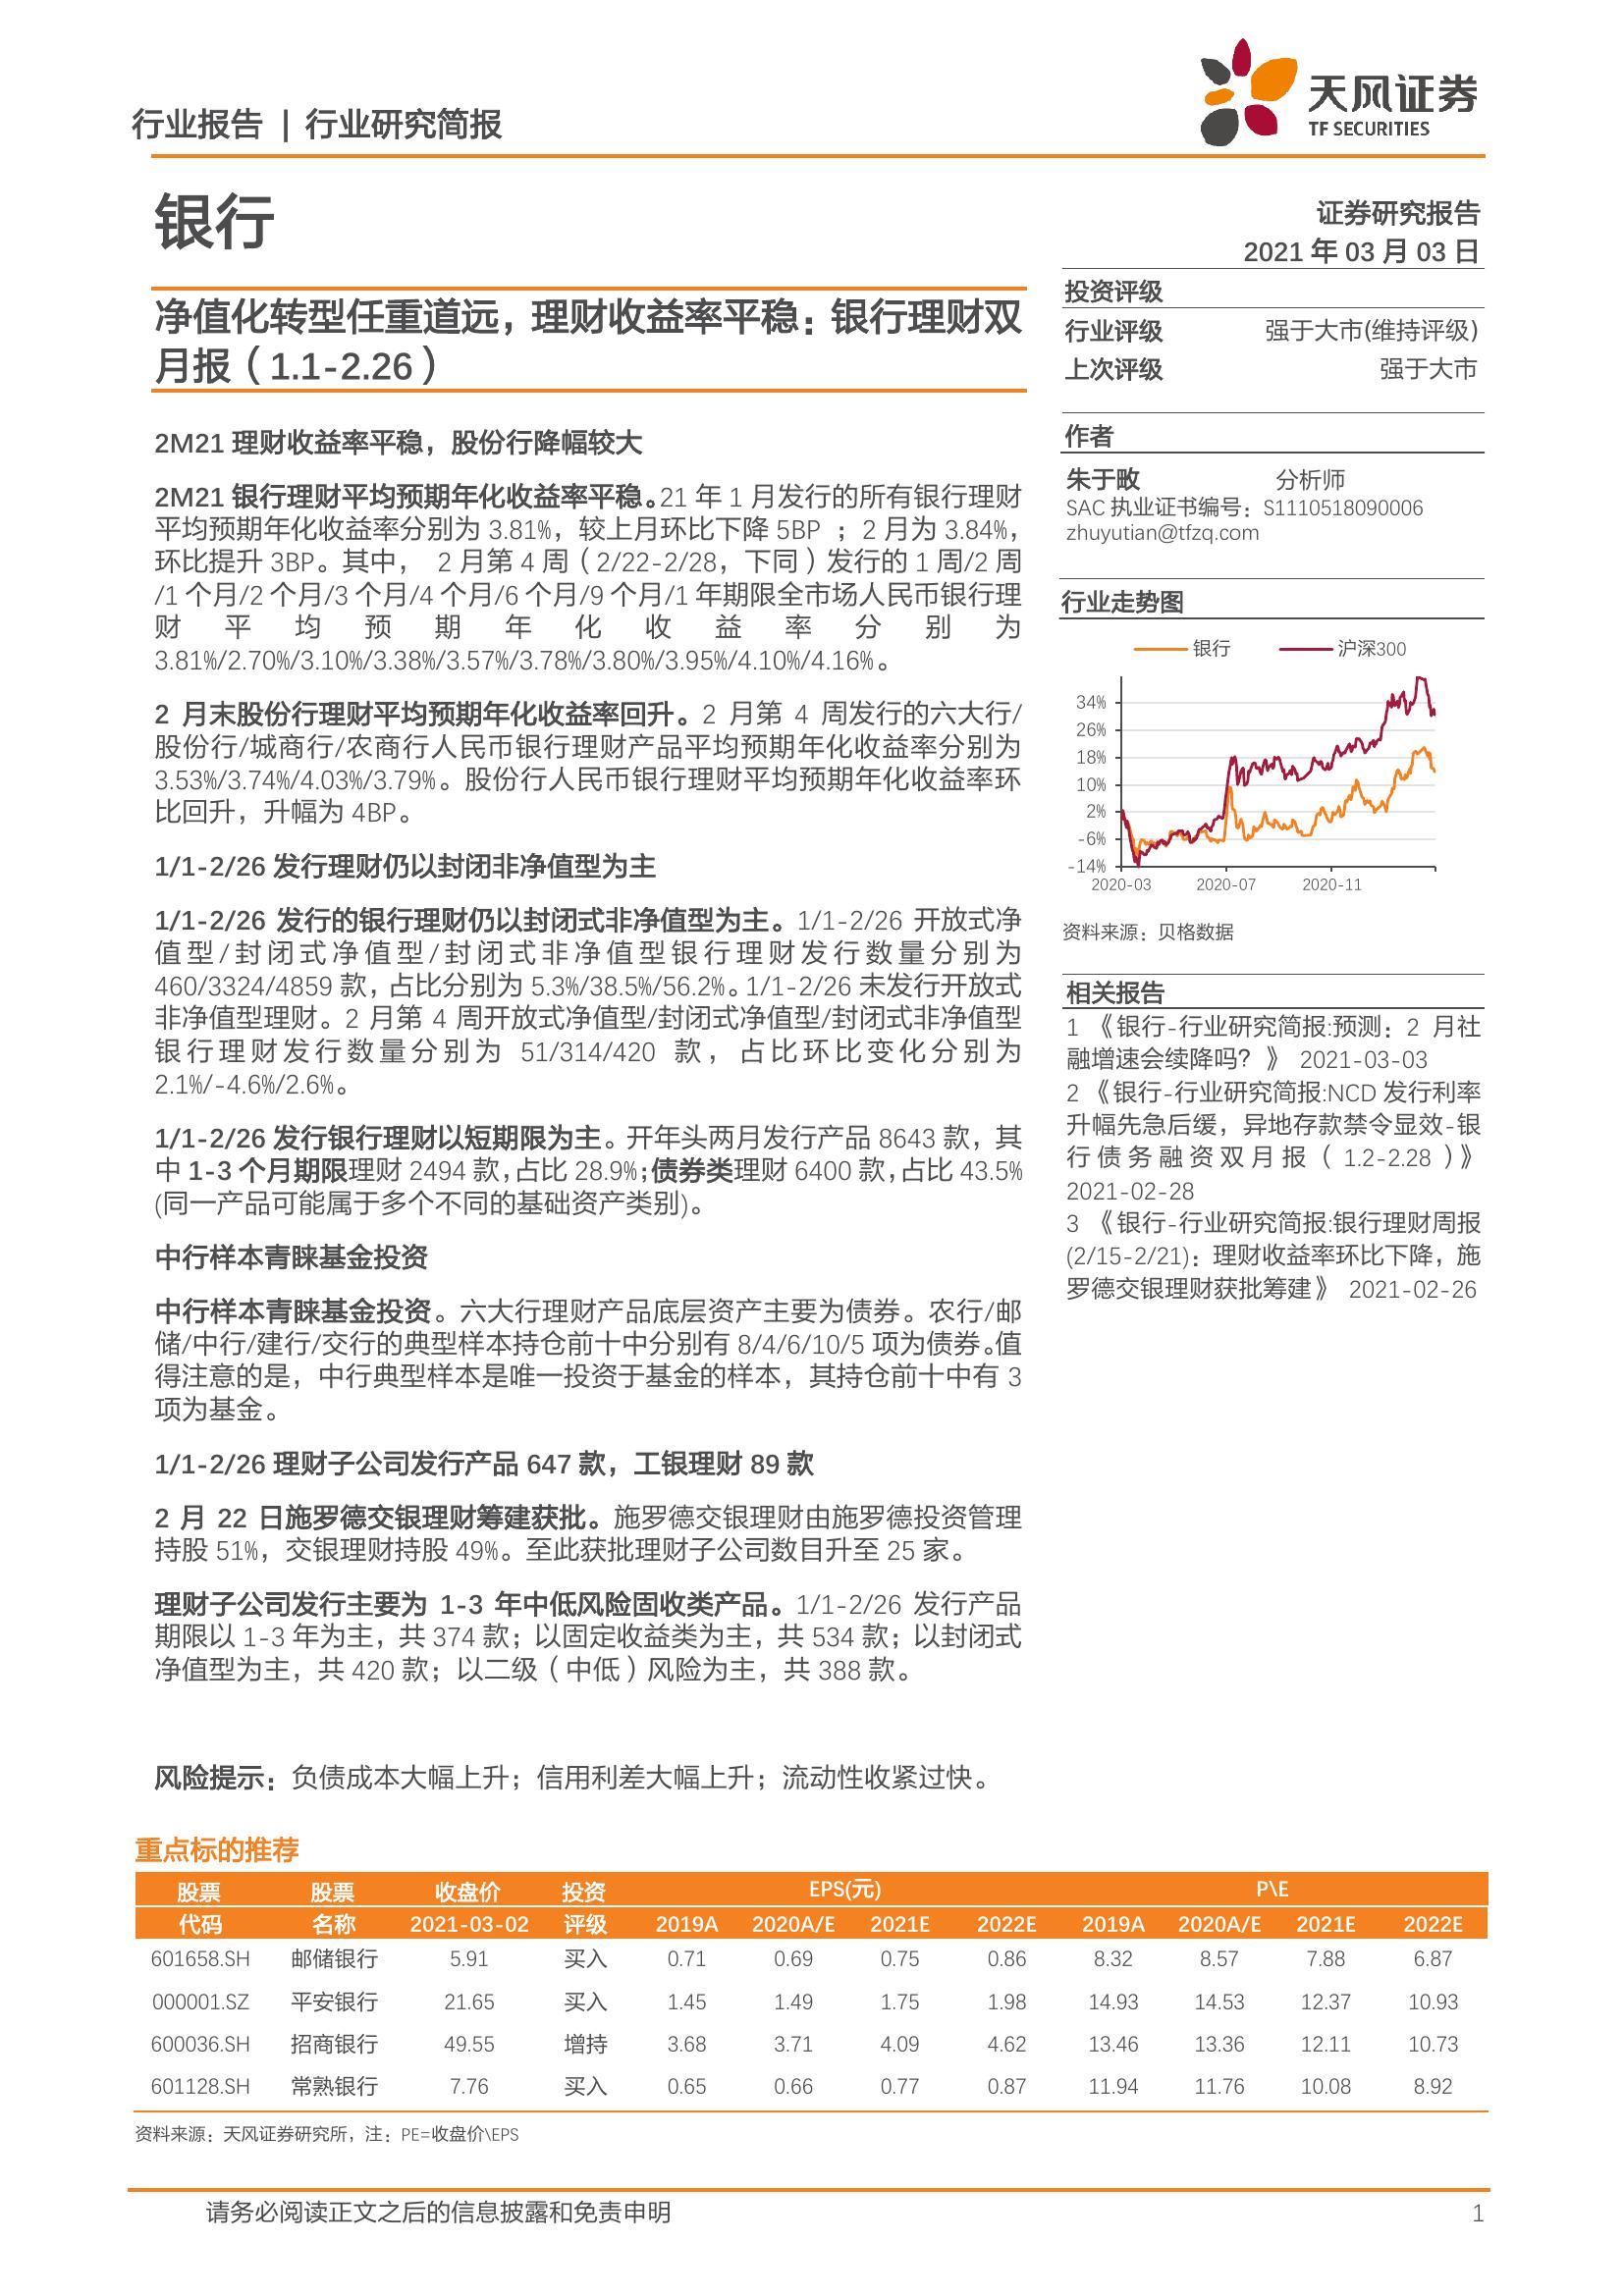 行业报告 | 行业研究简报
天风证券
TF SECURITIES
银行
净值化转型任重道远，理财收益率平稳：银行理财双
月报（1.1-2.26）
2M21 理财收益率平稳，股份行降幅较大
2M21 银行理财平均预期年化收益率平稳。21 年 1 月发行的所有银行理财
平均预期年化收益率分别为 3.81%，较上月环比下降 5BP ；2 月为 3.84%，
环比提升 3BP。其中， 2 月第 4 周（2/22-2/28，下同）发行的 1 周/2 周
/1 个月/2 个月/3 个月/4 个月/6 个月/9 个月/1 年期限全市场人民币银行理
财平均预期年化收益率分别为
3.81%/2.70%/3.10%/3.38%/3.57%/3.78%/3.80%/3.95%/4.10%/4.16%。
2 月末股份行理财平均预期年化收益率回升。2 月第 4 周发行的六大行/
股份行/城商行/农商行人民币银行理财产品平均预期年化收益率分别为
3.53%/3.74%/4.03%/3.79%。股份行人民币银行理财平均预期年化收益率环
比回升，升幅为 4BP。
1/1-2/26 发行理财仍以封闭非净值型为主
1/1-2/26 发行的银行理财仍以封闭式非净值型为主。1/1-2/26 开放式净
值型/封闭式净值型/封闭式非净值型银行理财发行数量分别为
460/3324/4859 款，占比分别为 5.3%/38.5%/56.2%。1/1-2/26 未发行开放式
非净值型理财。2 月第 4 周开放式净值型/封闭式净值型/封闭式非净值型
银行理财发行数量分别为 51/314/420 款，占比环比变化分别为
2.1%/-4.6%/2.6%。
1/1-2/26 发行银行理财以短期限为主。开年头两月发行产品 8643 款，其
中 1-3 个月期限理财 2494 款，占比 28.9%；债券类理财 6400 款，占比 43.5%
(同一产品可能属于多个不同的基础资产类别)。
中行样本青睐基金投资
中行样本青睐基金投资。六大行理财产品底层资产主要为债券。农行/邮
储/中行/建行/交行的典型样本持仓前十中分别有 8/4/6/10/5 项为债券。值
得注意的是，中行典型样本是唯一投资于基金的样本，其持仓前十中有 3
项为基金。
1/1-2/26 理财子公司发行产品 647 款，工银理财 89 款
2 月 22 日施罗德交银理财筹建获批。施罗德交银理财由施罗德投资管理
持股 51%，交银理财持股 49%。至此获批理财子公司数目升至 25 家。
理财子公司发行主要为 1-3 年中低风险固收类产品。1/1-2/26 发行产品
期限以 1-3 年为主，共 374 款；以固定收益类为主，共 534 款；以封闭式
净值型为主，共 420 款；以二级（中低）风险为主，共 388 款。
风险提示：负债成本大幅上升；信用利差大幅上升；流动性收紧过快。
证券研究报告
2021 年 03 月 03 日
投资评级
行业评级 强于大市(维持评级)
上次评级 强于大市
作者
朱于畋 分析师
SAC 执业证书编号：S1110518090006
zhuyutian@tfzq.com
行业走势图
银行 沪深300
34%
26%
18%
10%
2%
-6%
-14%
2020-03 2020-07 2020-11
资料来源：贝格数据
相关报告
1 《银行-行业研究简报:预测：2 月社
融增速会续降吗？》 2021-03-03
2 《银行-行业研究简报:NCD 发行利率
升幅先急后缓，异地存款禁令显效-银
行债务融资双月报（ 1.2-2.28 ）》
2021-02-28
3 《银行-行业研究简报:银行理财周报
(2/15-2/21)：理财收益率环比下降，施
罗德交银理财获批筹建》 2021-02-26
重点标的推荐
股票 股票 收盘价 投资 EPS(元) P\E
代码 名称 2021-03-02 评级 2019A 2020A/E 2021E 2022E 2019A 2020A/E 2021E 2022E
601658.SH 邮储银行 5.91 买入 0.71 0.69 0.75 0.86 8.32 8.57 7.88 6.87
000001.SZ 平安银行 21.65 买入 1.45 1.49 1.75 1.98 14.93 14.53 12.37 10.93
600036.SH 招商银行 49.55 增持 3.68 3.71 4.09 4.62 13.46 13.36 12.11 10.73
601128.SH 常熟银行 7.76 买入 0.65 0.66 0.77 0.87 11.94 11.76 10.08 8.92
资料来源：天风证券研究所，注：PE=收盘价\EPS
请务必阅读正文之后的信息披露和免责申明 1